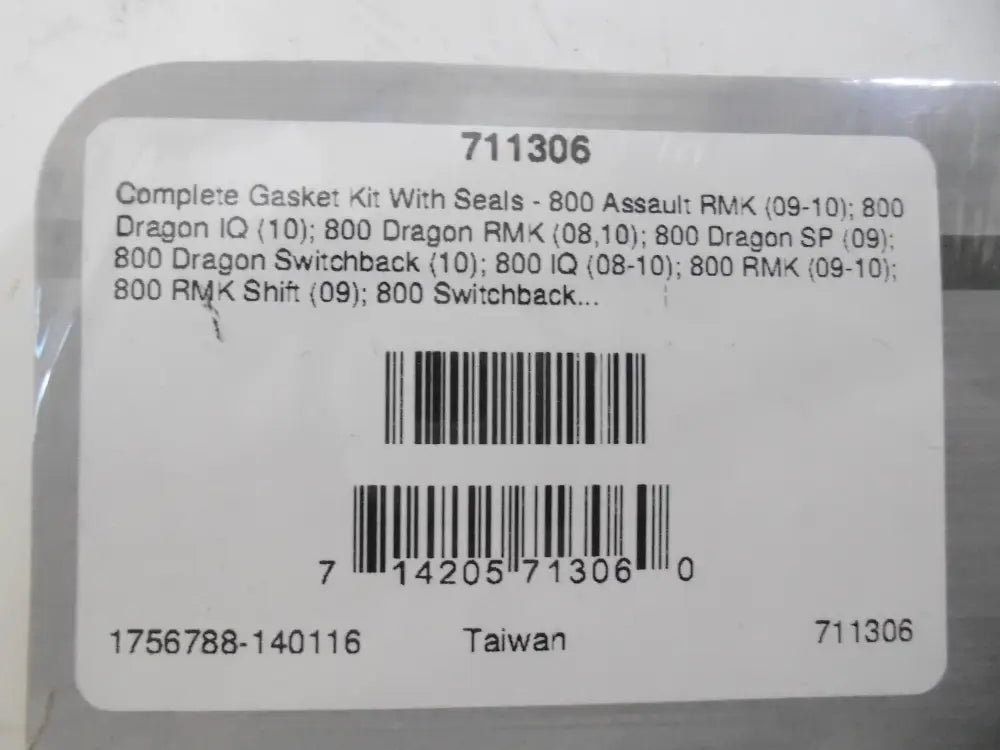 711306
Complete Gasket Kit With Seals - 800 Assault RMK (09-10); 800
Dragon IQ (10); 800 Dragon RMK (08,10); 800 Dragon SP (09);
800 Dragon Switchback (10); 800 IQ (08-10); 800 RMK (09-10);
800 RMK Shift (09); 800 Switchback...
7 14205 71306 0
1756788-140116 Taiwan 711306